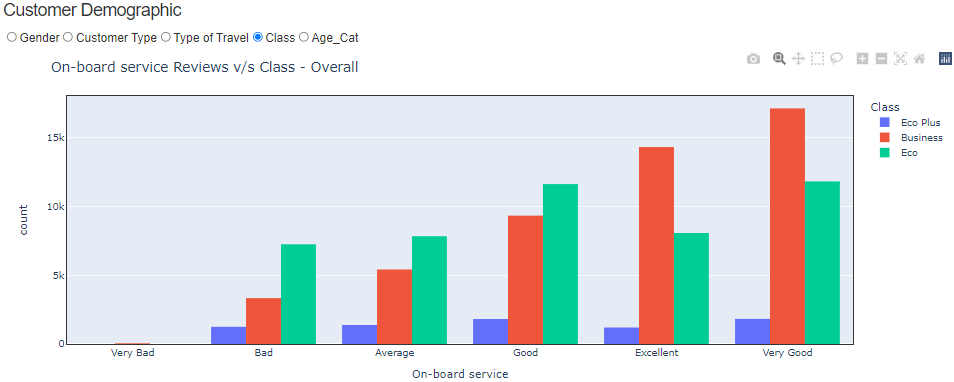 Customer Demographic
Gender Customer Type Type of Travel Class Age_Cat
On-board service Reviews v/s Class - Overall
Class
Eco Plus
Business
Eco
15k
10k
5k
0
count
Very Bad Bad Average Good Excellent Very Good
On-board service